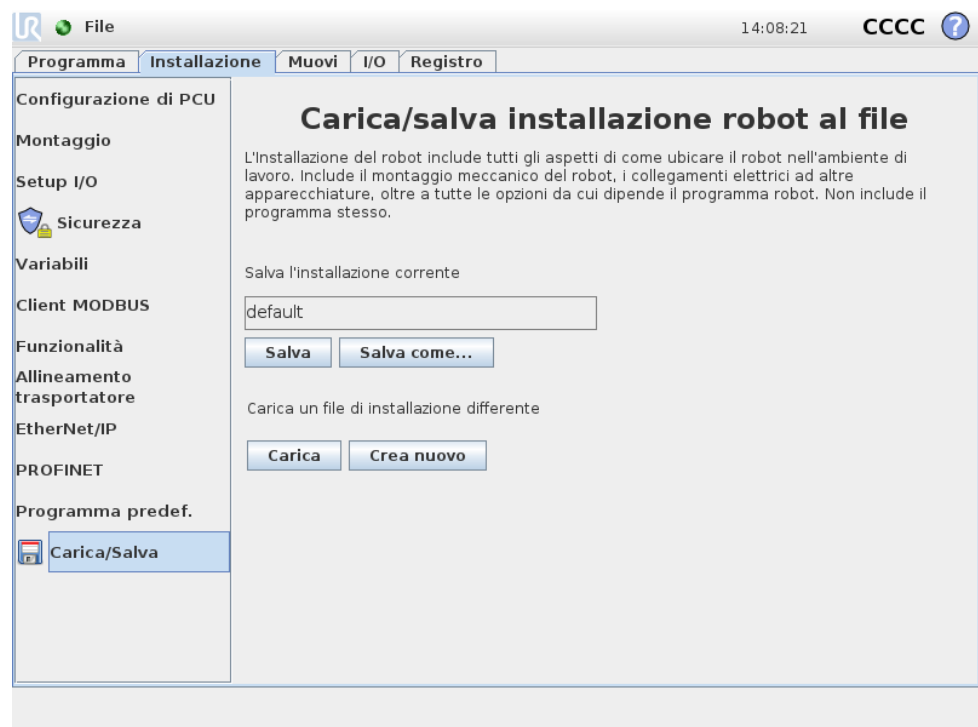 UR File 14:08:21 CCCC ?
Programma Installazione Muovi I/O Registro
Configurazione di PCU
Montaggio
Setup I/O
Sicurezza
Variabili
Client MODBUS
Funzionalità
Allineamento
trasportatore
EtherNet/IP
PROFINET
Programma predef.
Carica/Salva
Carica/salva installazione robot al file
L'Installazione del robot include tutti gli aspetti di come ubicare il robot nell'ambiente di
lavoro. Include il montaggio meccanico del robot, i collegamenti elettrici ad altre
apparecchiature, oltre a tutte le opzioni da cui dipende il programma robot. Non include il
programma stesso.
Salva l'installazione corrente
default
Salva Salva come...
Carica un file di installazione differente
Carica Crea nuovo